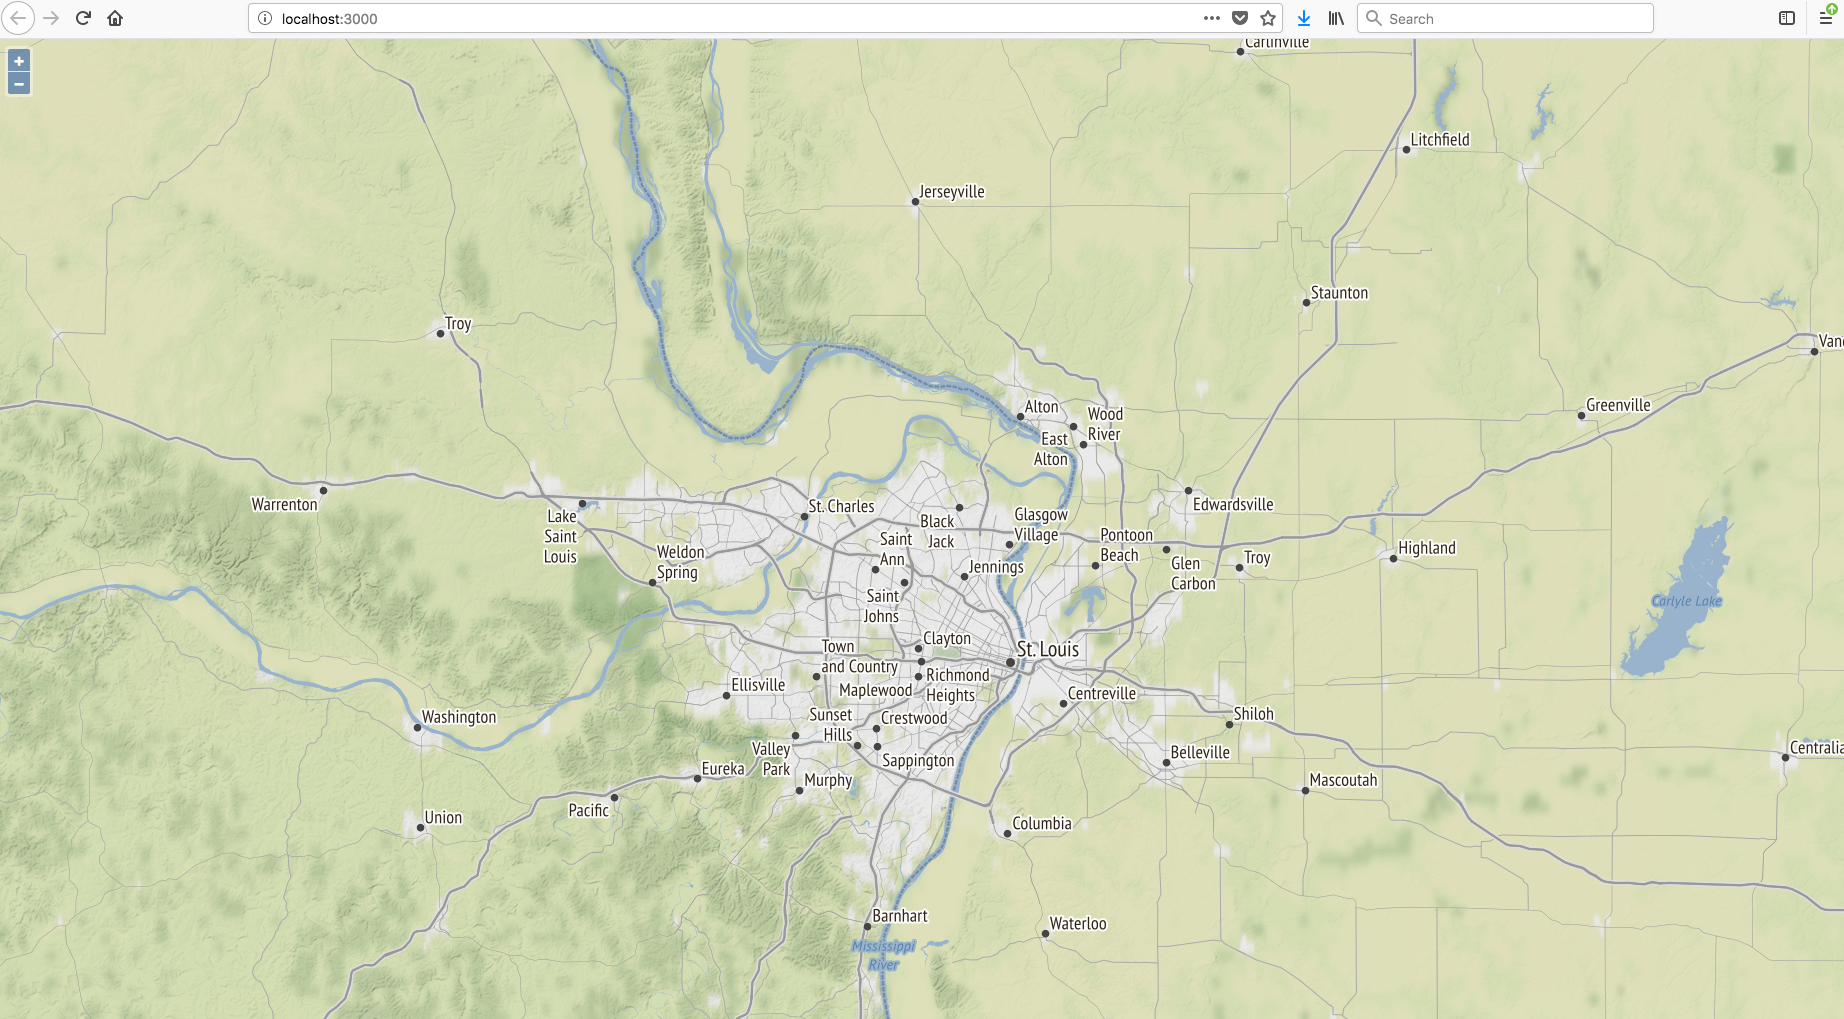 localhost:3000
Search
+
−
Carlinville
Litchfield
Jerseyville
Staunton
Troy
Greenville
Alton
Wood
River
East
Alton
Warrenton
Lake
Saint
Louis
St. Charles
Black
Jack
Glasgow
Village
Edwardsville
Saint
Ann
Pontoon
Beach
Weldon
Spring
Jennings
Glen
Carbon
Troy
Highland
Saint
Johns
Carlyle Lake
Clayton
St. Louis
Town
and Country
Richmond
Heights
Maplewood
Ellisville
Centreville
Washington
Sunset
Hills
Crestwood
Shiloh
Valley
Park
Sappington
Belleville
Centralia
Eureka
Murphy
Mascoutah
Pacific
Union
Columbia
Barnhart
Waterloo
Mississippi
River